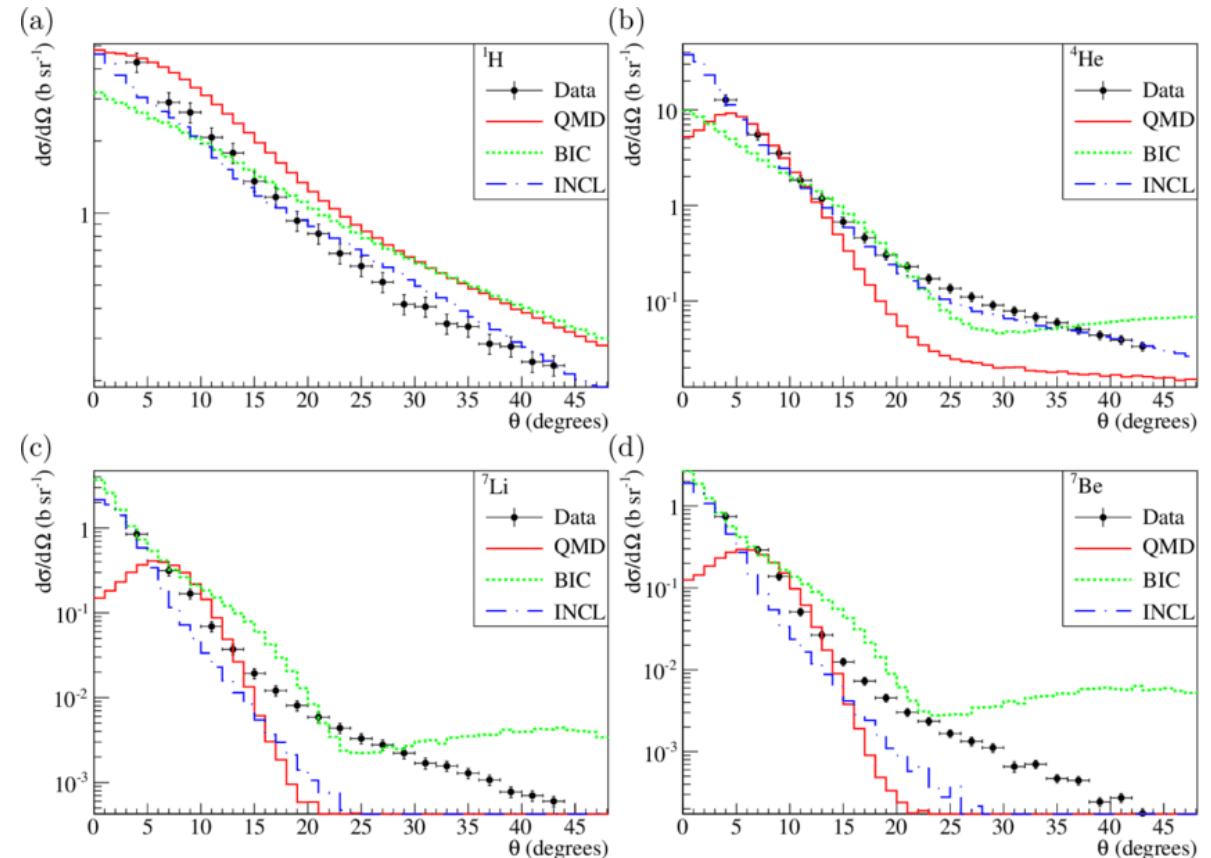 (a)
dσ/dΩ (b sr⁻¹)
¹H
Data
QMD
BIC
INCL
1
0 5 10 15 20 25 30 35 40 45
θ (degrees)
(b)
dσ/dΩ (b sr⁻¹)
⁴He
Data
QMD
BIC
INCL
10
1
10⁻¹
0 5 10 15 20 25 30 35 40 45
θ (degrees)
(c)
dσ/dΩ (b sr⁻¹)
⁷Li
Data
QMD
BIC
INCL
1
10⁻¹
10⁻²
10⁻³
0 5 10 15 20 25 30 35 40 45
θ (degrees)
(d)
dσ/dΩ (b sr⁻¹)
⁷Be
Data
QMD
BIC
INCL
1
10⁻¹
10⁻²
10⁻³
0 5 10 15 20 25 30 35 40 45
θ (degrees)